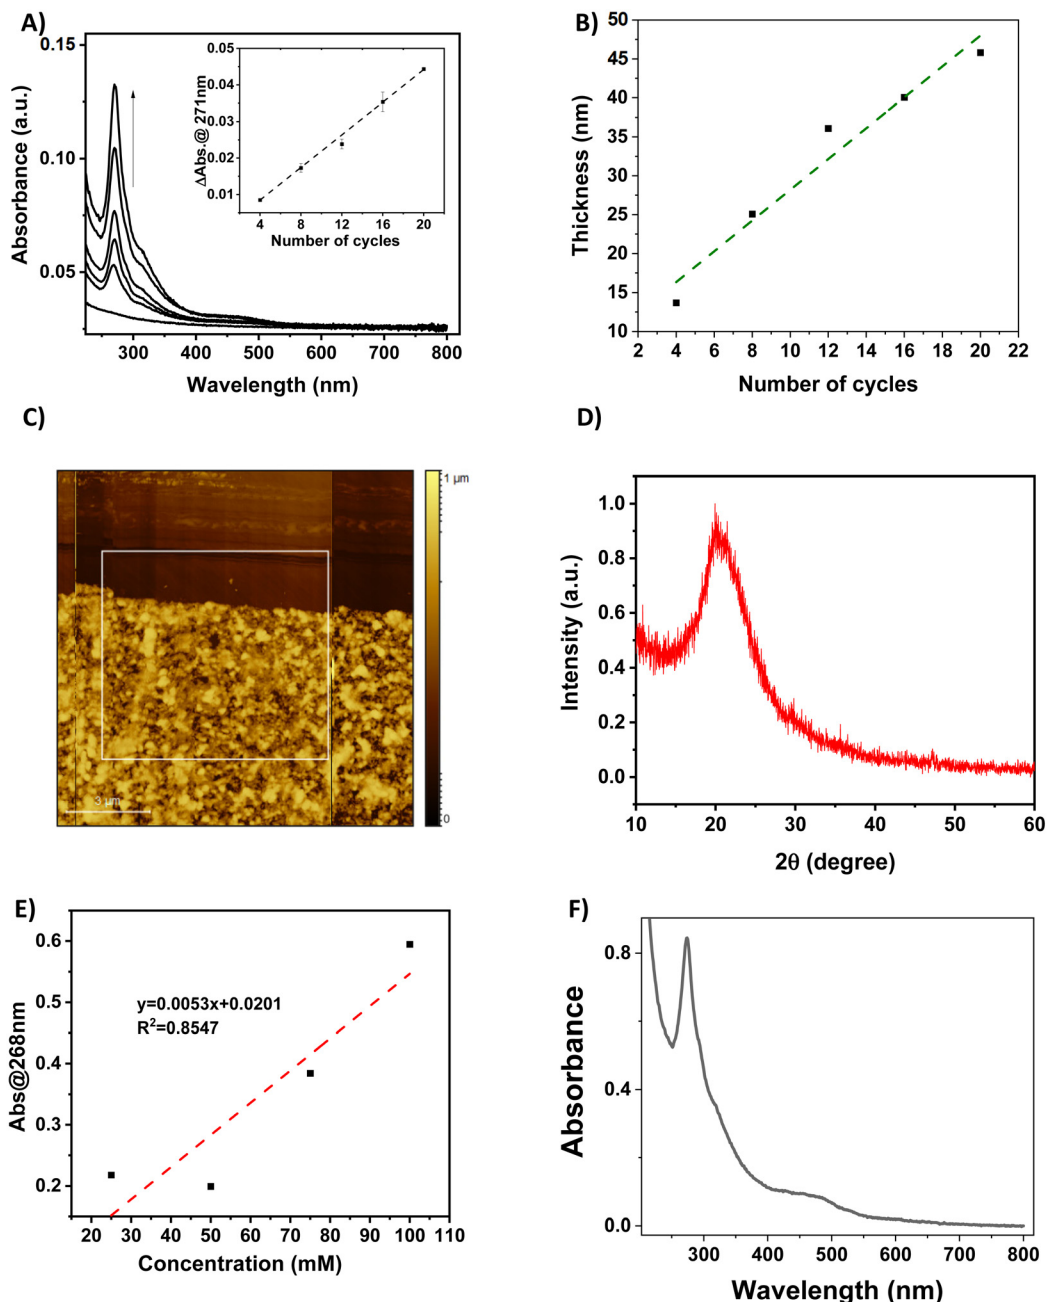 A)
0.15
0.10
0.05
Absorbance (a.u.)
300 400 500 600 700 800
Wavelength (nm)
0.05
0.04
0.03
0.02
0.01
ΔAbs.@ 271nm
4 8 12 16 20
Number of cycles
B)
50
45
40
35
30
25
20
15
10
Thickness (nm)
2 4 6 8 10 12 14 16 18 20 22
Number of cycles
C)
1 µm
0
3 µm
D)
1.0
0.8
0.6
0.4
0.2
0.0
Intensity (a.u.)
10 20 30 40 50 60
2θ (degree)
E)
0.6
0.5
0.4
0.3
0.2
Abs@268nm
y=0.0053x+0.0201
R²=0.8547
20 30 40 50 60 70 80 90 100 110
Concentration (mM)
F)
0.8
0.4
0.0
Absorbance
300 400 500 600 700 800
Wavelength (nm)